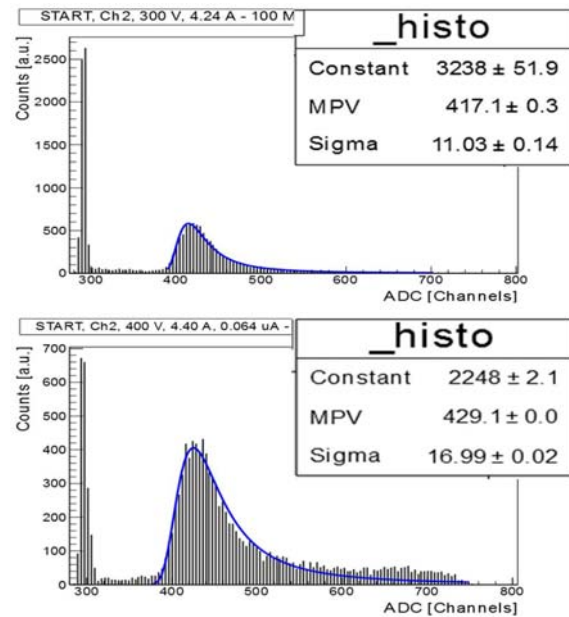 START, Ch2, 300 V, 4.24 A - 100 M
_histo
Constant 3238 ± 51.9
MPV 417.1 ± 0.3
Sigma 11.03 ± 0.14
Counts [a.u.]
2500
2000
1500
1000
500
0
300 400 500 600 700 800
ADC [Channels]
START, Ch2, 400 V, 4.40 A, 0.064 uA -
_histo
Constant 2248 ± 2.1
MPV 429.1 ± 0.0
Sigma 16.99 ± 0.02
Counts [a.u.]
700
600
500
400
300
200
100
0
300 400 500 600 700 800
ADC [Channels]